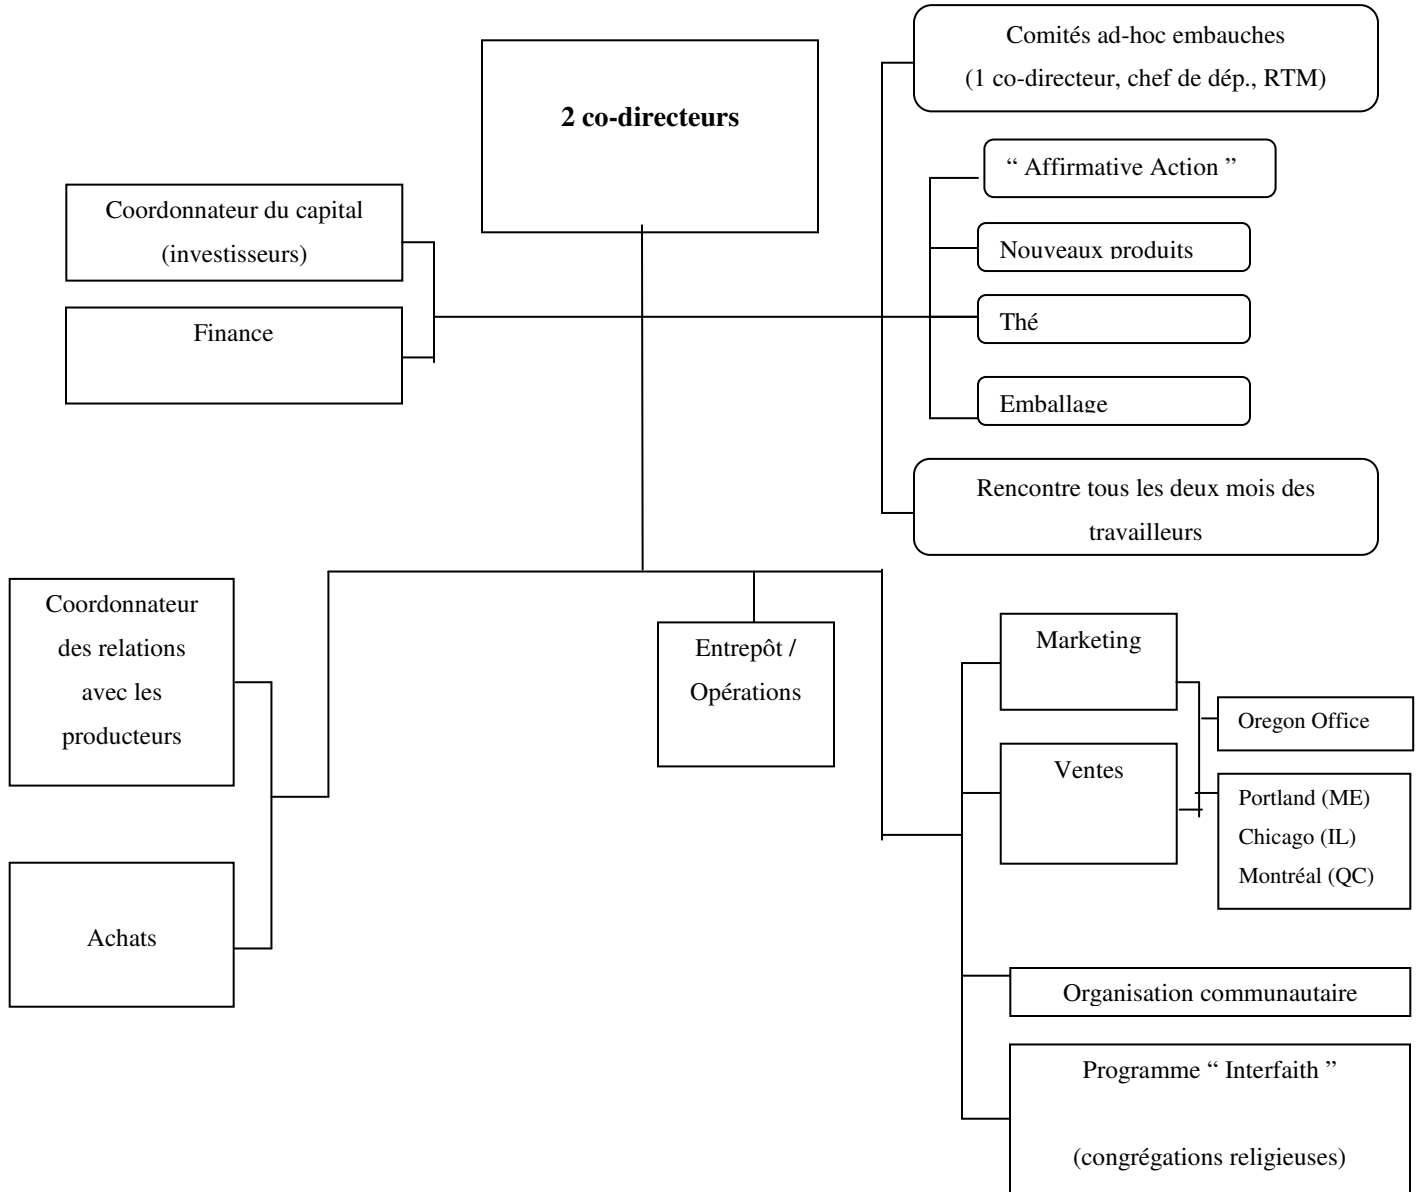 2 co-directeurs
Comités ad-hoc embauches
(1 co-directeur, chef de dép., RTM)
“ Affirmative Action ”
Nouveaux produits
Thé
Emballage
Rencontre tous les deux mois des
travailleurs
Coordonnateur du capital
(investisseurs)
Finance
Coordonnateur
des relations
avec les
producteurs
Achats
Entrepôt /
Opérations
Marketing
Ventes
Oregon Office
Portland (ME)
Chicago (IL)
Montréal (QC)
Organisation communautaire
Programme “ Interfaith ”
(congrégations religieuses)